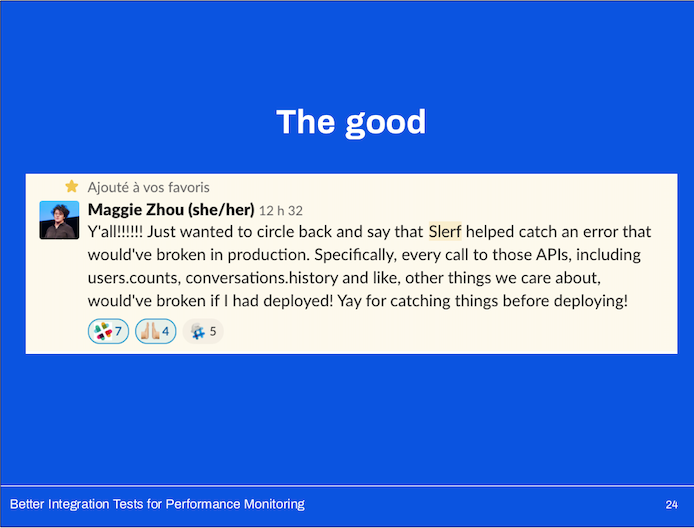 The good
Ajouté à vos favoris
Maggie Zhou (she/her) 12 h 32
Y'all!!!!!! Just wanted to circle back and say that Slerf helped catch an error that
would've broken in production. Specifically, every call to those APIs, including
users.counts, conversations.history and like, other things we care about,
would've broken if I had deployed! Yay for catching things before deploying!
7 4 5
Better Integration Tests for Performance Monitoring 24